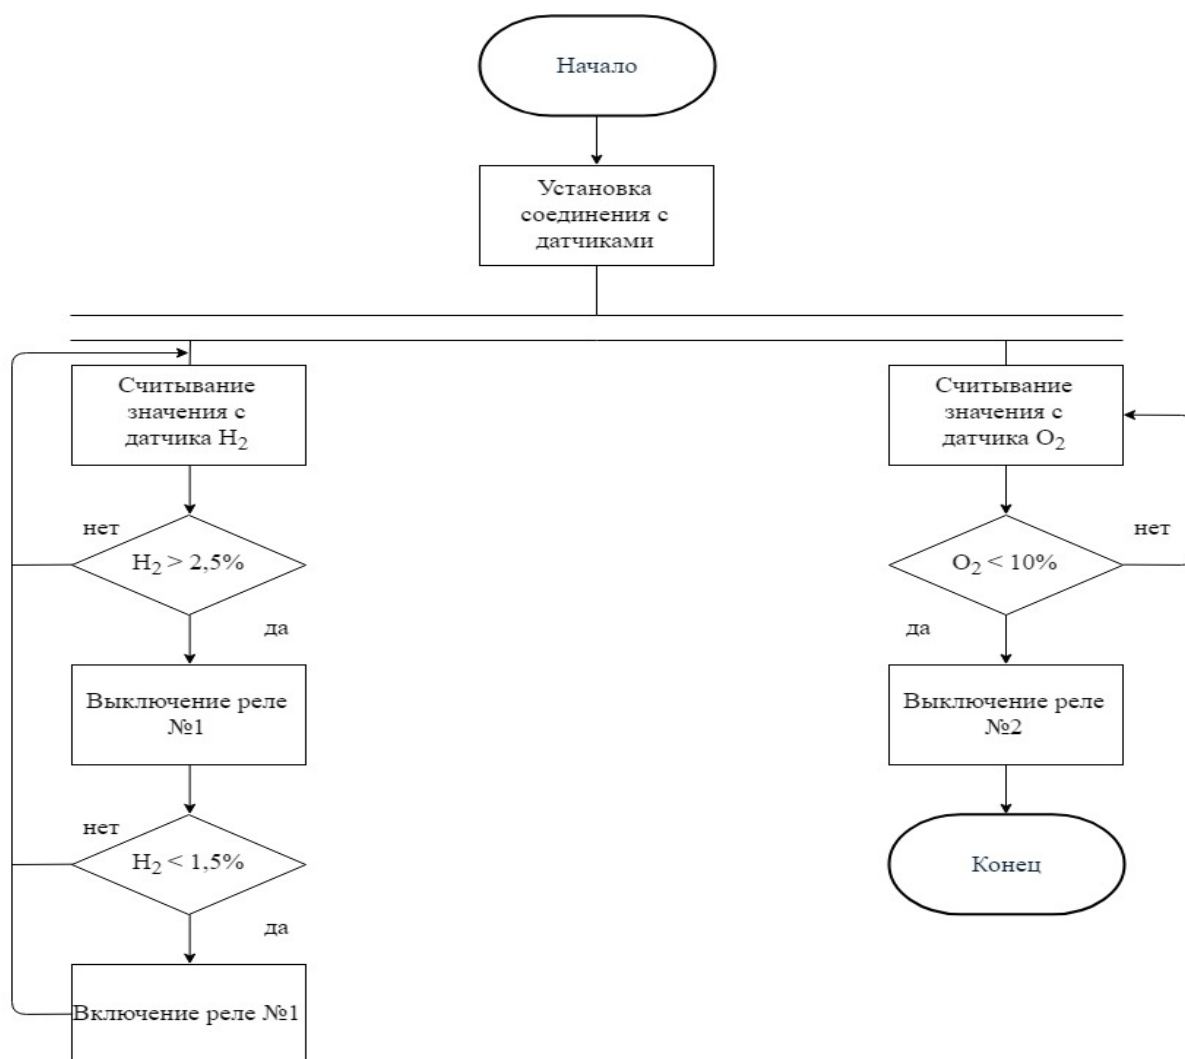 Начало
Установка
соединения с
датчиками
Считывание
значения с
датчика H₂
нет
H₂ > 2,5%
да
Выключение реле
№1
нет
H₂ < 1,5%
да
Включение реле №1
Считывание
значения с
датчика O₂
нет
O₂ < 10%
да
Выключение реле
№2
Конец